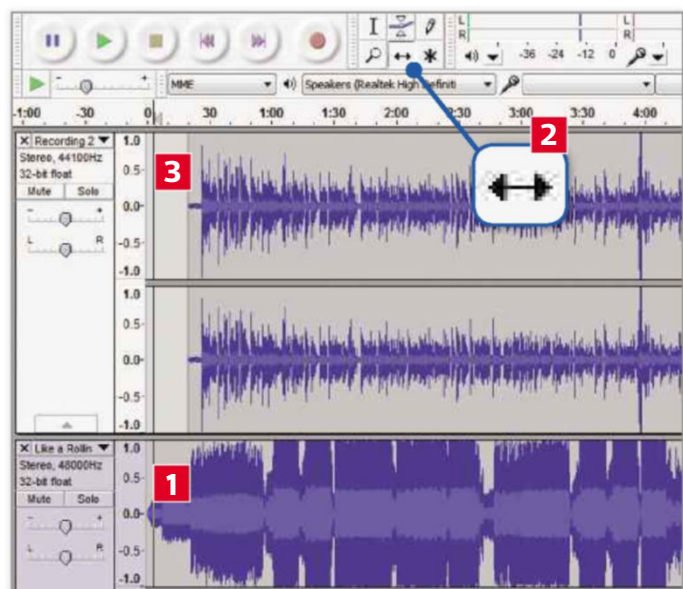 L
R
L
R
-36 -24 -12 0
- +
MME
Speakers (Realtek High Definiti
2
-1:00 -30 0 30 1:00 1:30 2:00 2:30 3:00 3:30 4:00
X Recording 2
Stereo, 44100Hz
32-bit float
Mute Solo
- +
L R
1.0
0.5
0.0
-0.5
-1.0
3
1.0
0.5
0.0
-0.5
-1.0
X Like a Rollin
Stereo, 48000Hz
32-bit float
Mute Solo
- +
L R
1.0
0.5
0.0
-0.5
-1.0
1